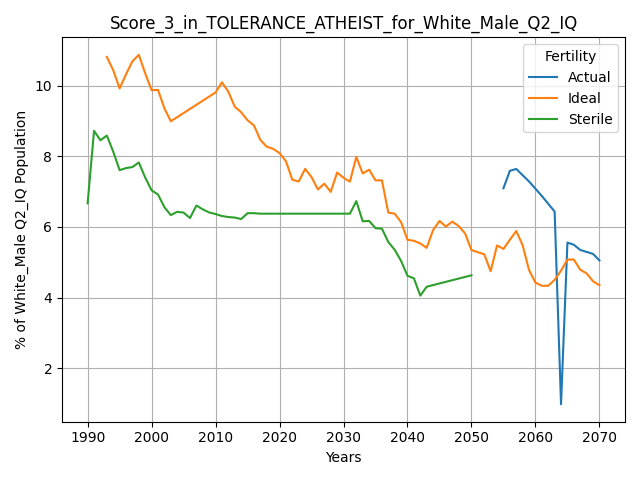 Score_3_in_TOLERANCE_ATHEIST_for_White_Male_Q2_IQ
Fertility
Actual
Ideal
Sterile
% of White_Male Q2_IQ Population
10
8
6
4
2
1990 2000 2010 2020 2030 2040 2050 2060 2070
Years